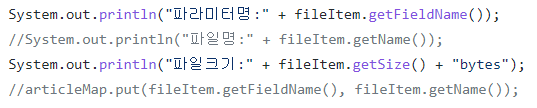 System.out.println("파라미터명:" + fileItem.getFieldName());
//System.out.println("파일명:" + fileItem.getName());
System.out.println("파일크기:" + fileItem.getSize() + "bytes");
//articleMap.put(fileItem.getFieldName(), fileItem.getName());